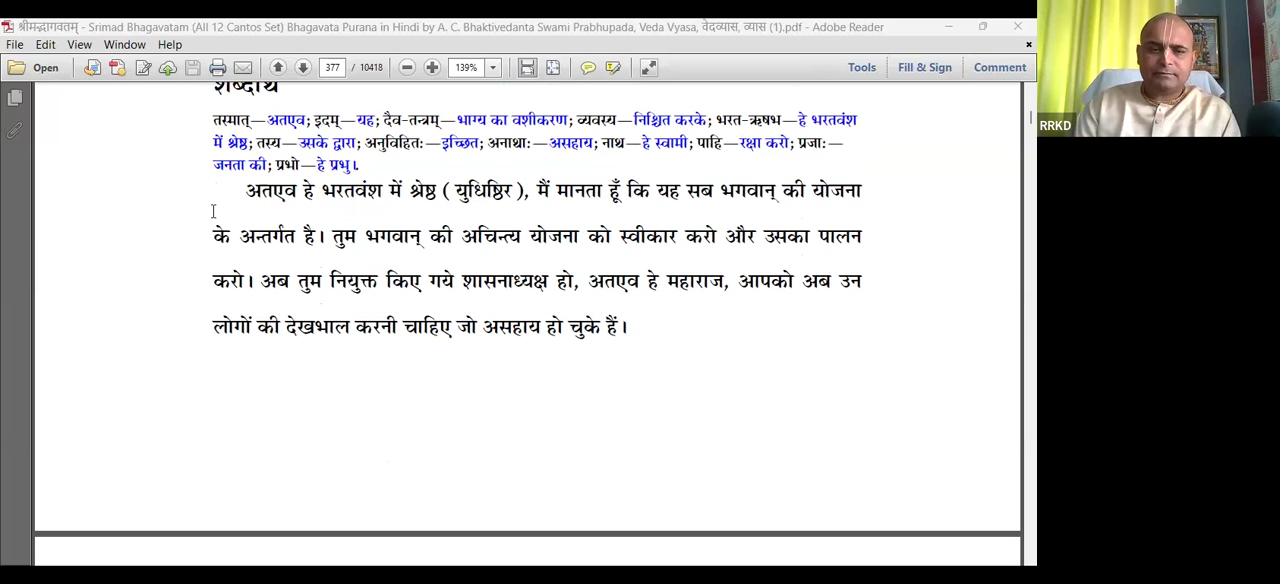 श्रीमद्भागवतम् - Srimad Bhagavatam (All 12 Cantos Set) Bhagavata Purana in Hindi by A. C. Bhaktivedanta Swami Prabhupada, Veda Vyasa, वेदव्यास, व्यास (1).pdf - Adobe Reader
File Edit View Window Help
Open 377 / 10418 139% Tools Fill & Sign Comment
शब्दार्थ
तस्मात्—अतएव; इदम्—यह; दैव-तन्त्रम्—भाग्य का वशीकरण; व्यवस्य—निश्चित करके; भरत-ऋषभ—हे भरतवंश
में श्रेष्ठ; तस्य—उसके द्वारा; अनुविहितः—इच्छित; अनाथाः—असहाय; नाथ—हे स्वामी; पाहि—रक्षा करो; प्रजाः—
जनता की; प्रभो—हे प्रभु।
अतएव हे भरतवंश में श्रेष्ठ (युधिष्ठिर), मैं मानता हूँ कि यह सब भगवान् की योजना
के अन्तर्गत है। तुम भगवान् की अचिन्त्य योजना को स्वीकार करो और उसका पालन
करो। अब तुम नियुक्त किए गये शासनाध्यक्ष हो, अतएव हे महाराज, आपको अब उन
लोगों की देखभाल करनी चाहिए जो असहाय हो चुके हैं।
RRKD